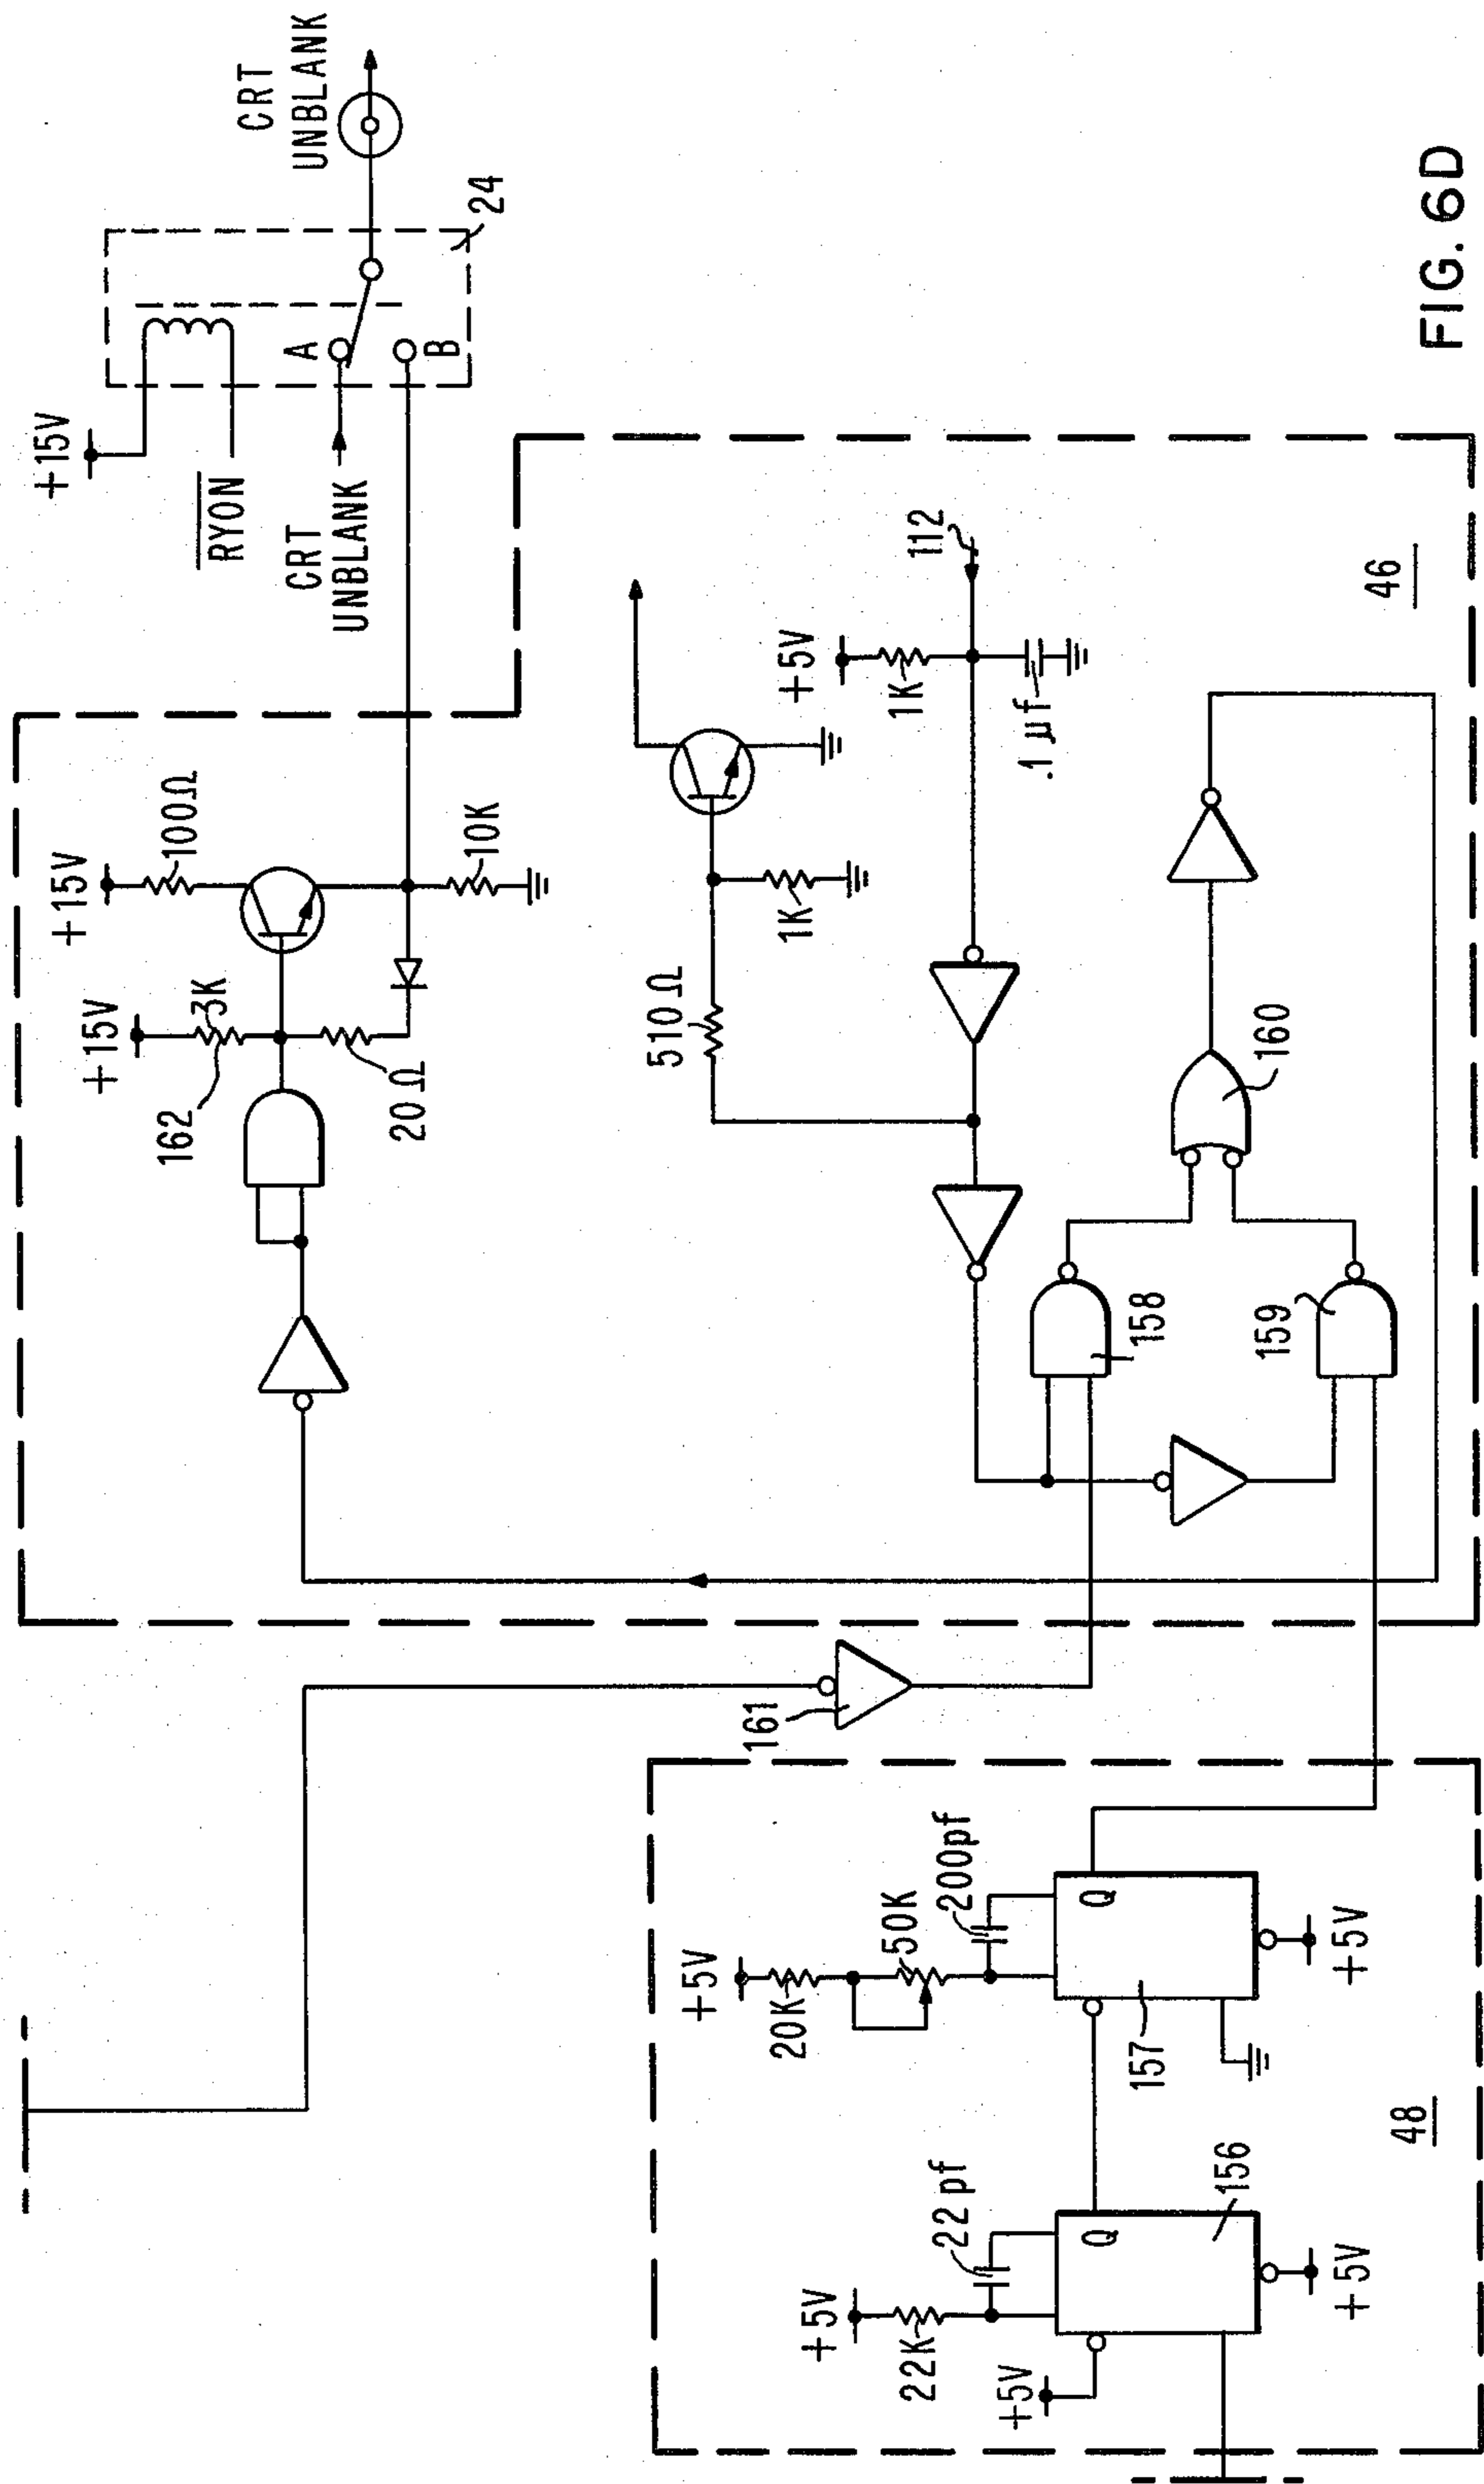 +15V
RYON
CRT
UNBLANK
CRT
UNBLANK
A
B
24
+15V
100Ω
+15V
3K
162
20Ω
10K
510Ω
1K
+5V
1K
.1 µf
112
46
158
159
160
161
+5V
20K
50K
200pf
Q
157
+5V
+5V
22K
22pf
+5V
Q
156
+5V
48
FIG. 6D